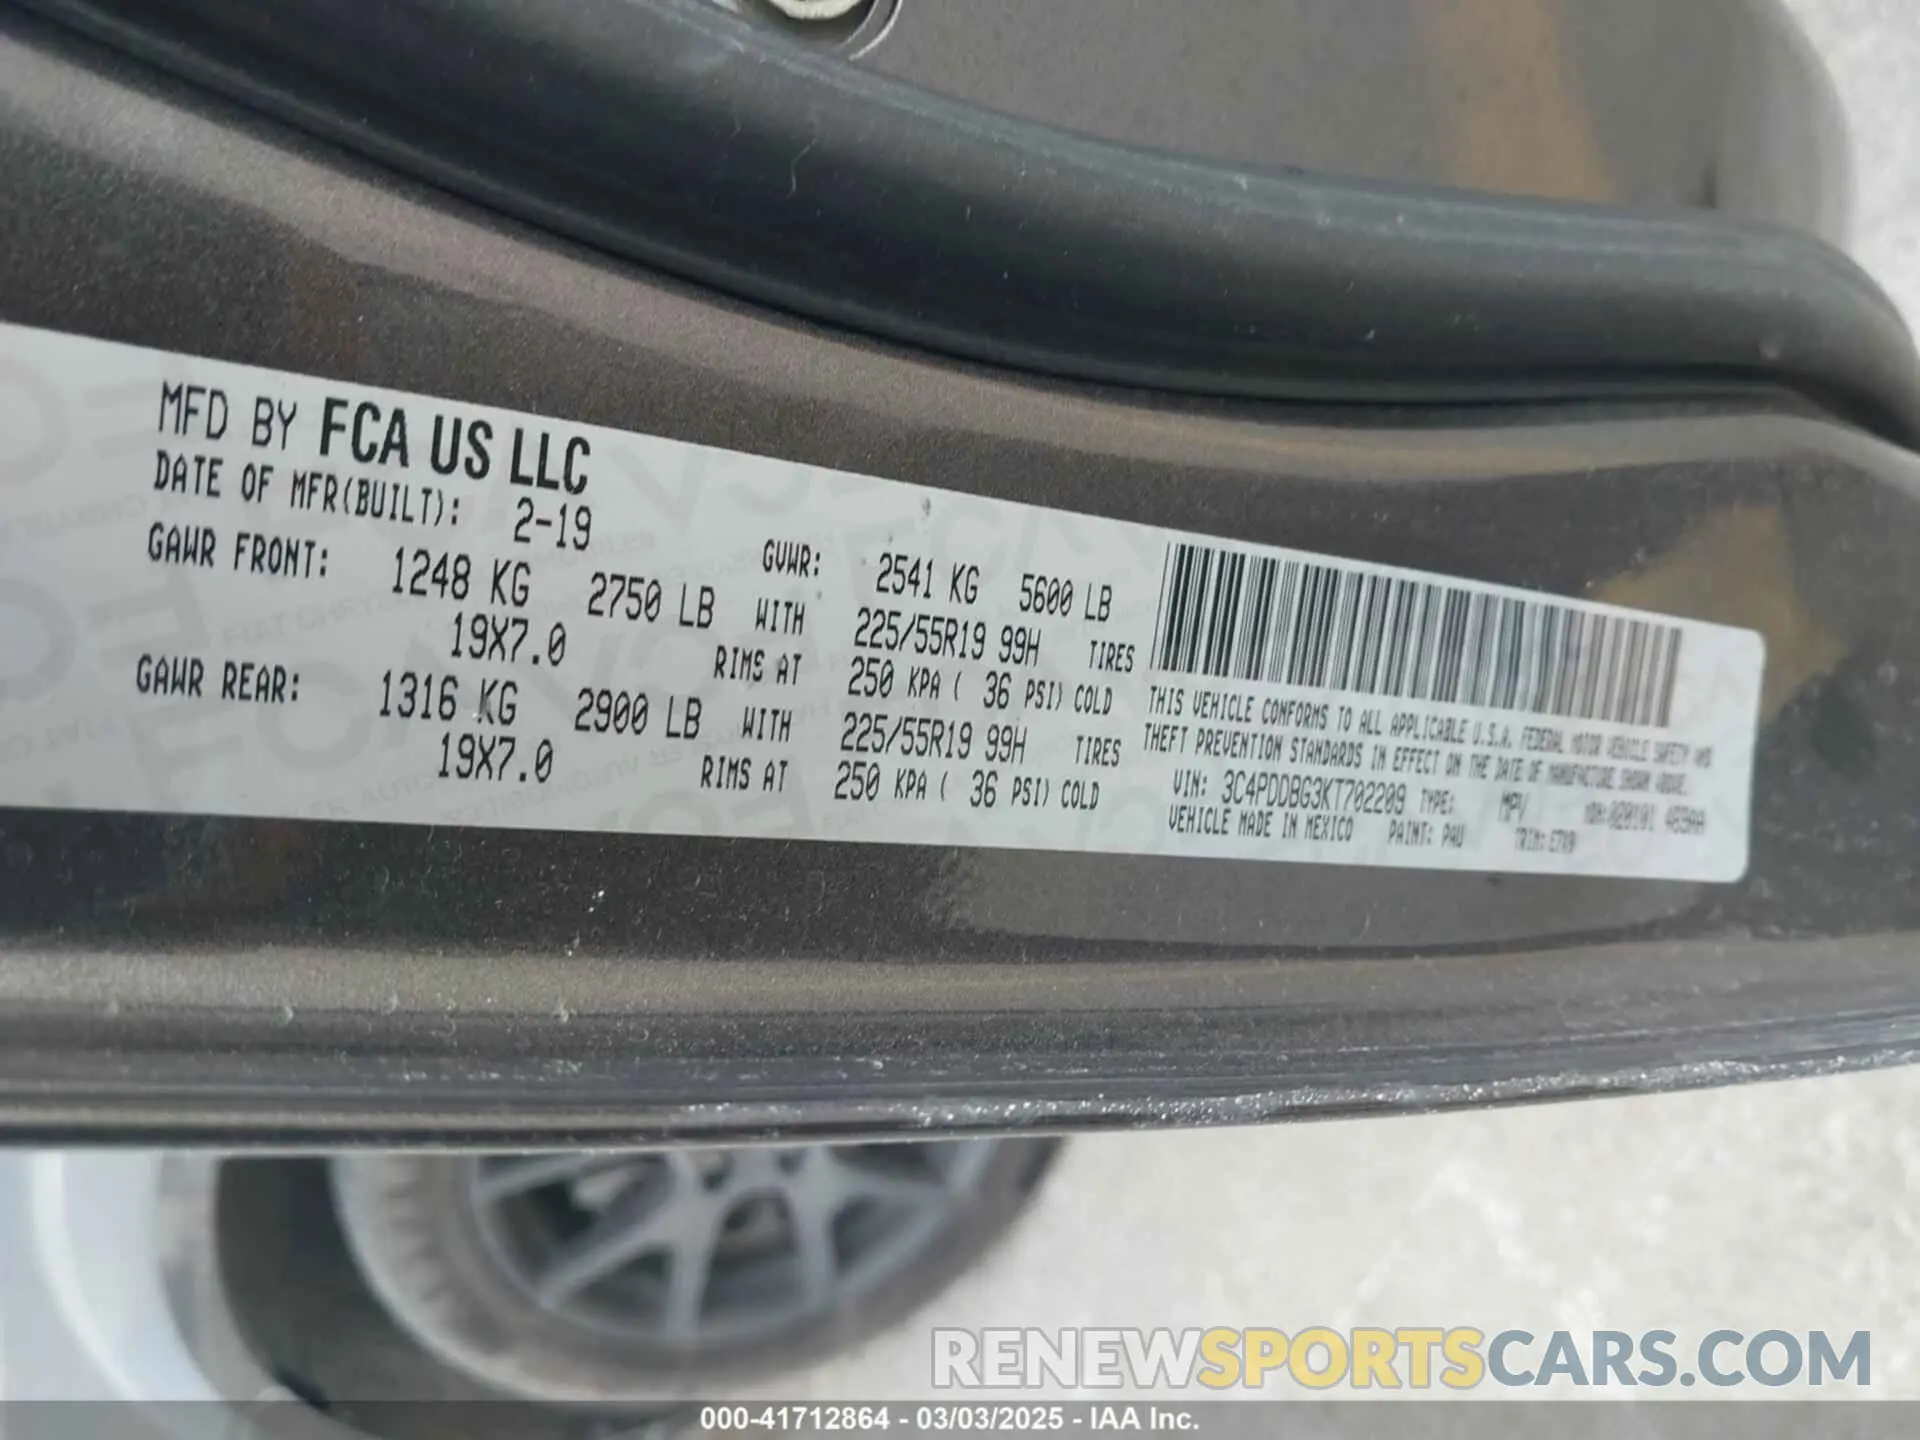 MFD BY FCA US LLC
DATE OF MFR(BUILT): 2-19 GVWR: 2541 KG 5600 LB
GAWR FRONT: 1248 KG 2750 LB WITH 225/55R19 99H TIRES
19X7.0 RIMS AT 250 KPA ( 36 PSI) COLD
GAWR REAR: 1316 KG 2900 LB WITH 225/55R19 99H TIRES
19X7.0 RIMS AT 250 KPA ( 36 PSI) COLD
THIS VEHICLE CONFORMS TO ALL APPLICABLE U.S.A. FEDERAL MOTOR VEHICLE SAFETY AND
THEFT PREVENTION STANDARDS IN EFFECT ON THE DATE OF MANUFACTURE SHOWN ABOVE.
VIN: 3C4PDDBG3KT702209 TYPE: MPV
VEHICLE MADE IN MEXICO PAINT: PAU TRIM:
RENEWSPORTSCARS.COM
000-41712864 - 03/03/2025 - IAA Inc.